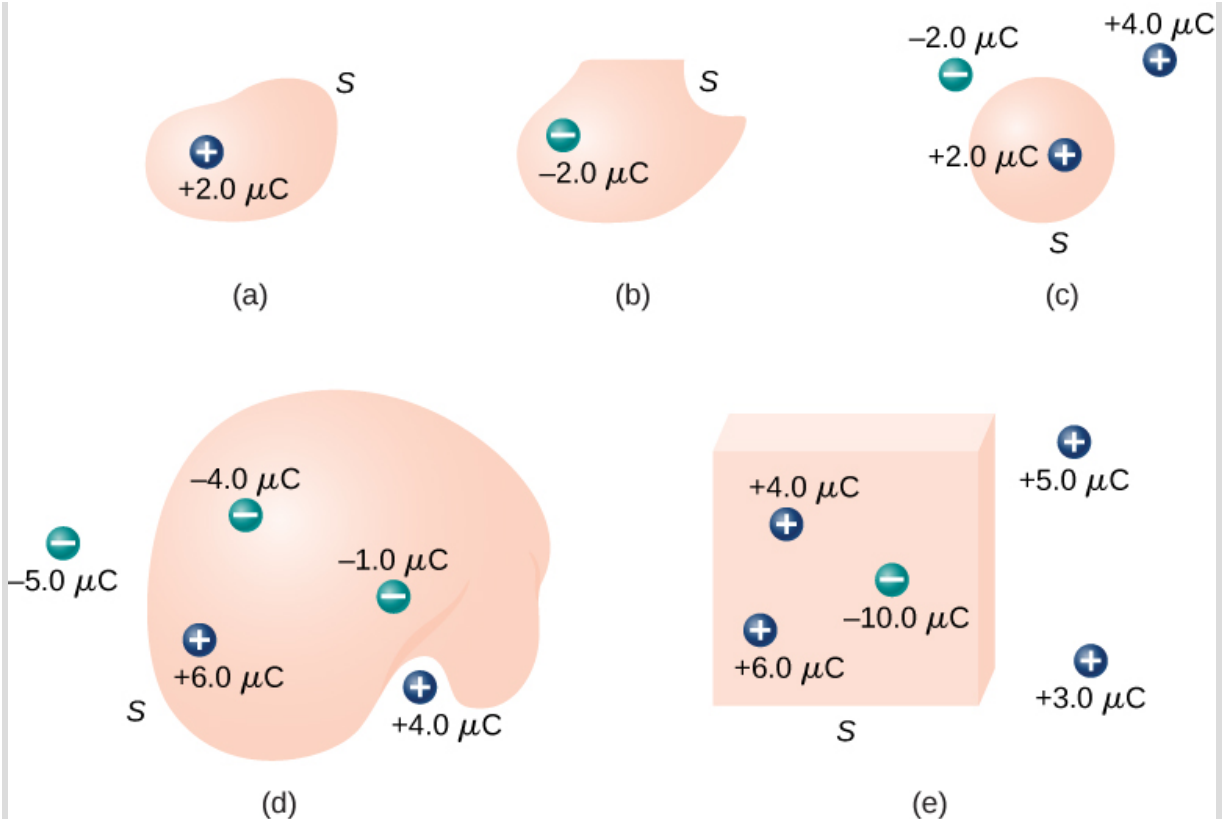 S
+2.0 μC
(a)
S
–2.0 μC
(b)
–2.0 μC
+4.0 μC
+2.0 μC
S
(c)
–4.0 μC
–1.0 μC
–5.0 μC
+6.0 μC
S
+4.0 μC
(d)
+5.0 μC
+4.0 μC
–10.0 μC
+6.0 μC
+3.0 μC
S
(e)